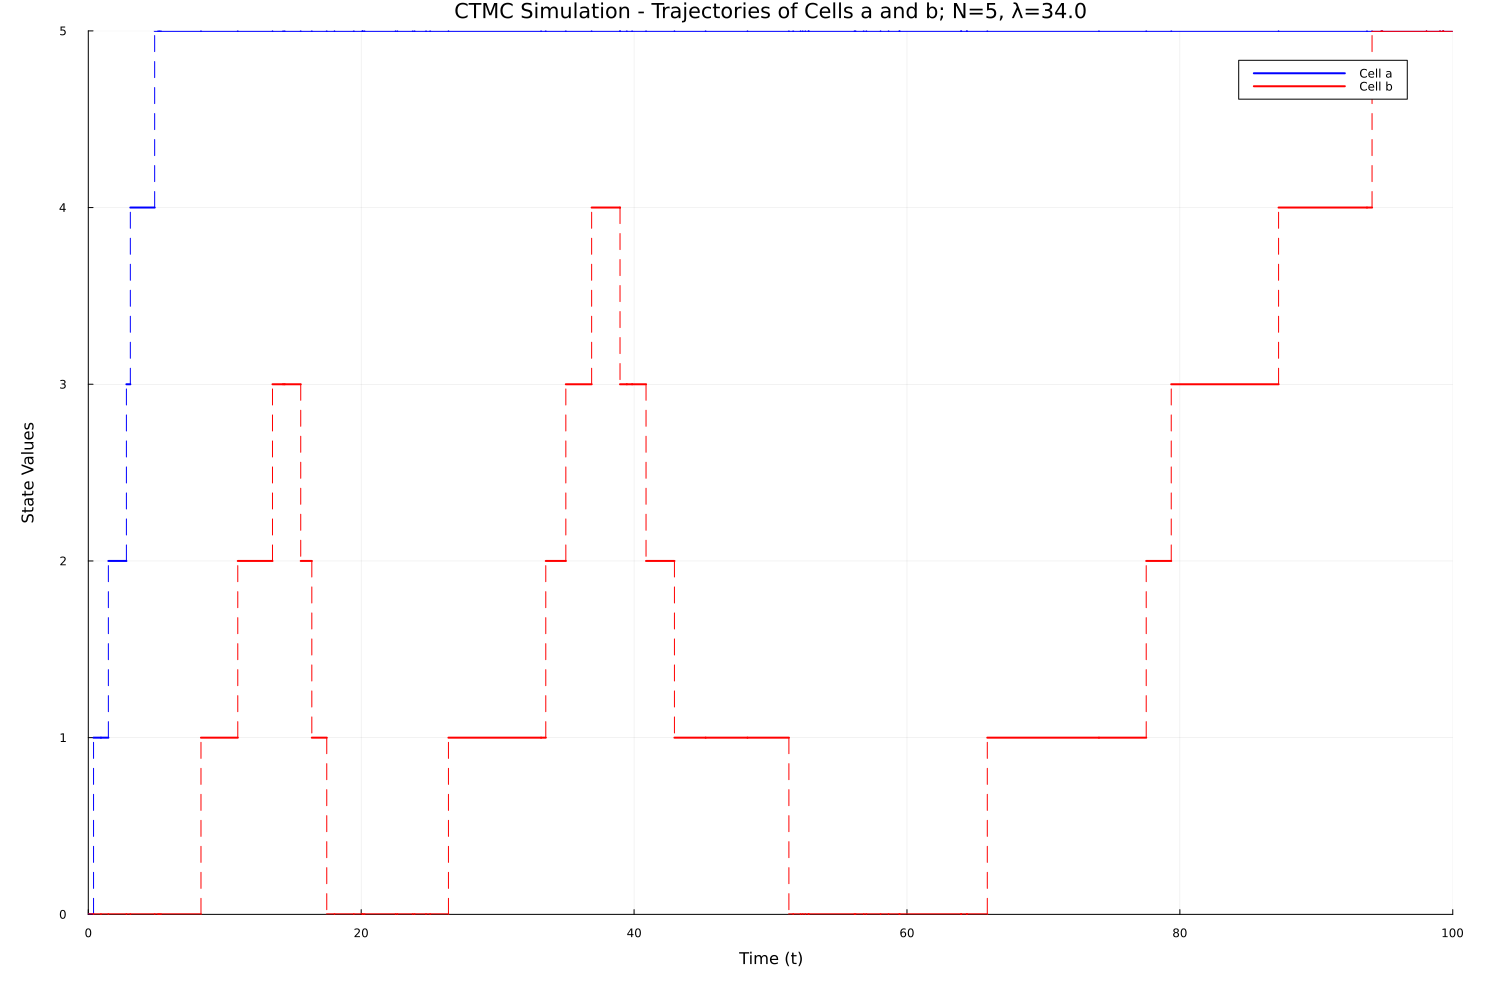 CTMC Simulation - Trajectories of Cells a and b; N=5, λ=34.0
5
4
3
2
1
0
State Values
Cell a
Cell b
0 20 40 60 80 100
Time (t)